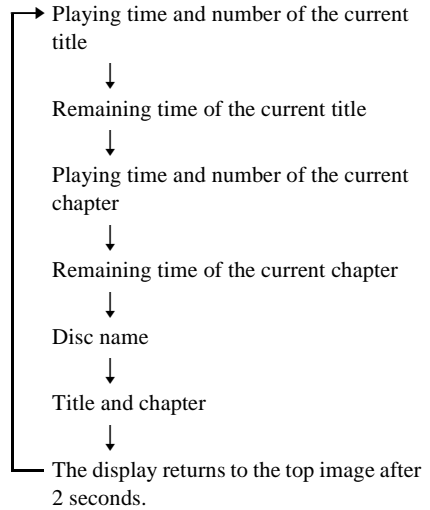 Playing time and number of the current
title
Remaining time of the current title
Playing time and number of the current
chapter
Remaining time of the current chapter
Disc name
Title and chapter
The display returns to the top image after
2 seconds.